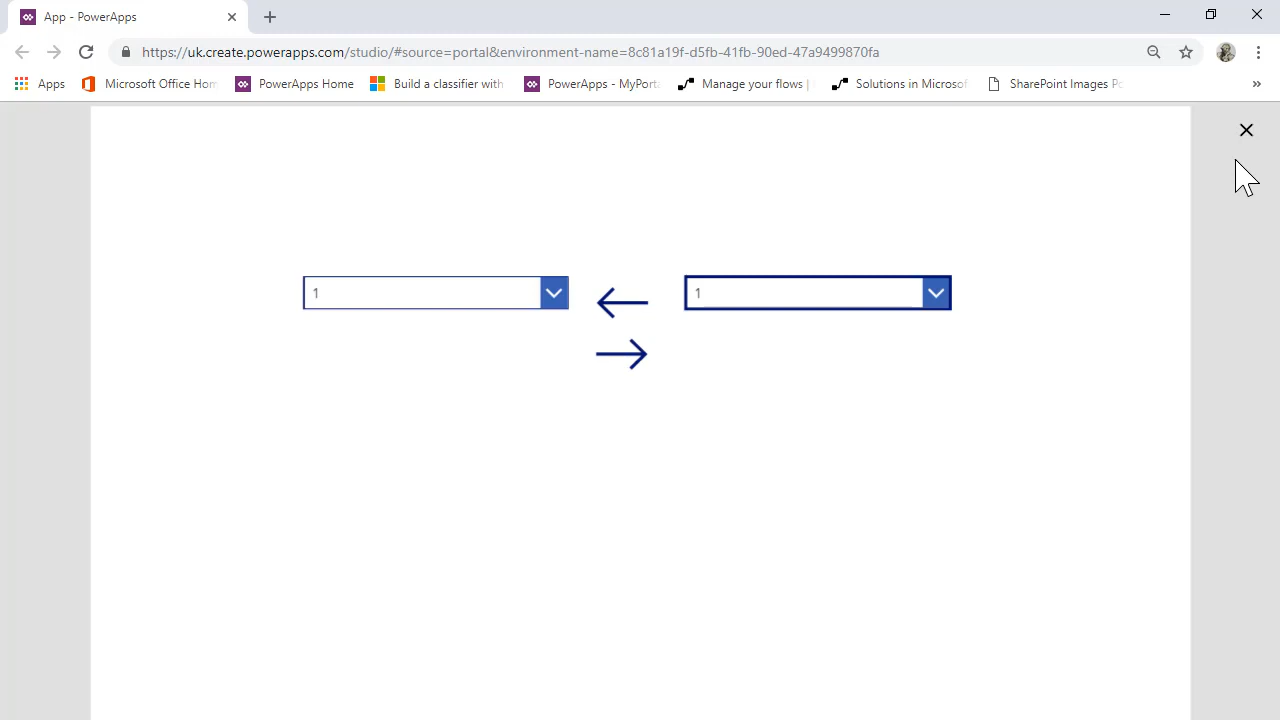 App - PowerApps
https://uk.create.powerapps.com/studio/#source=portal&environment-name=8c81a19f-d5fb-41fb-90ed-47a9499870fa
Apps Microsoft Office Hom PowerApps Home Build a classifier with PowerApps - MyPorta Manage your flows | Solutions in Microsof SharePoint Images Po »
1 1